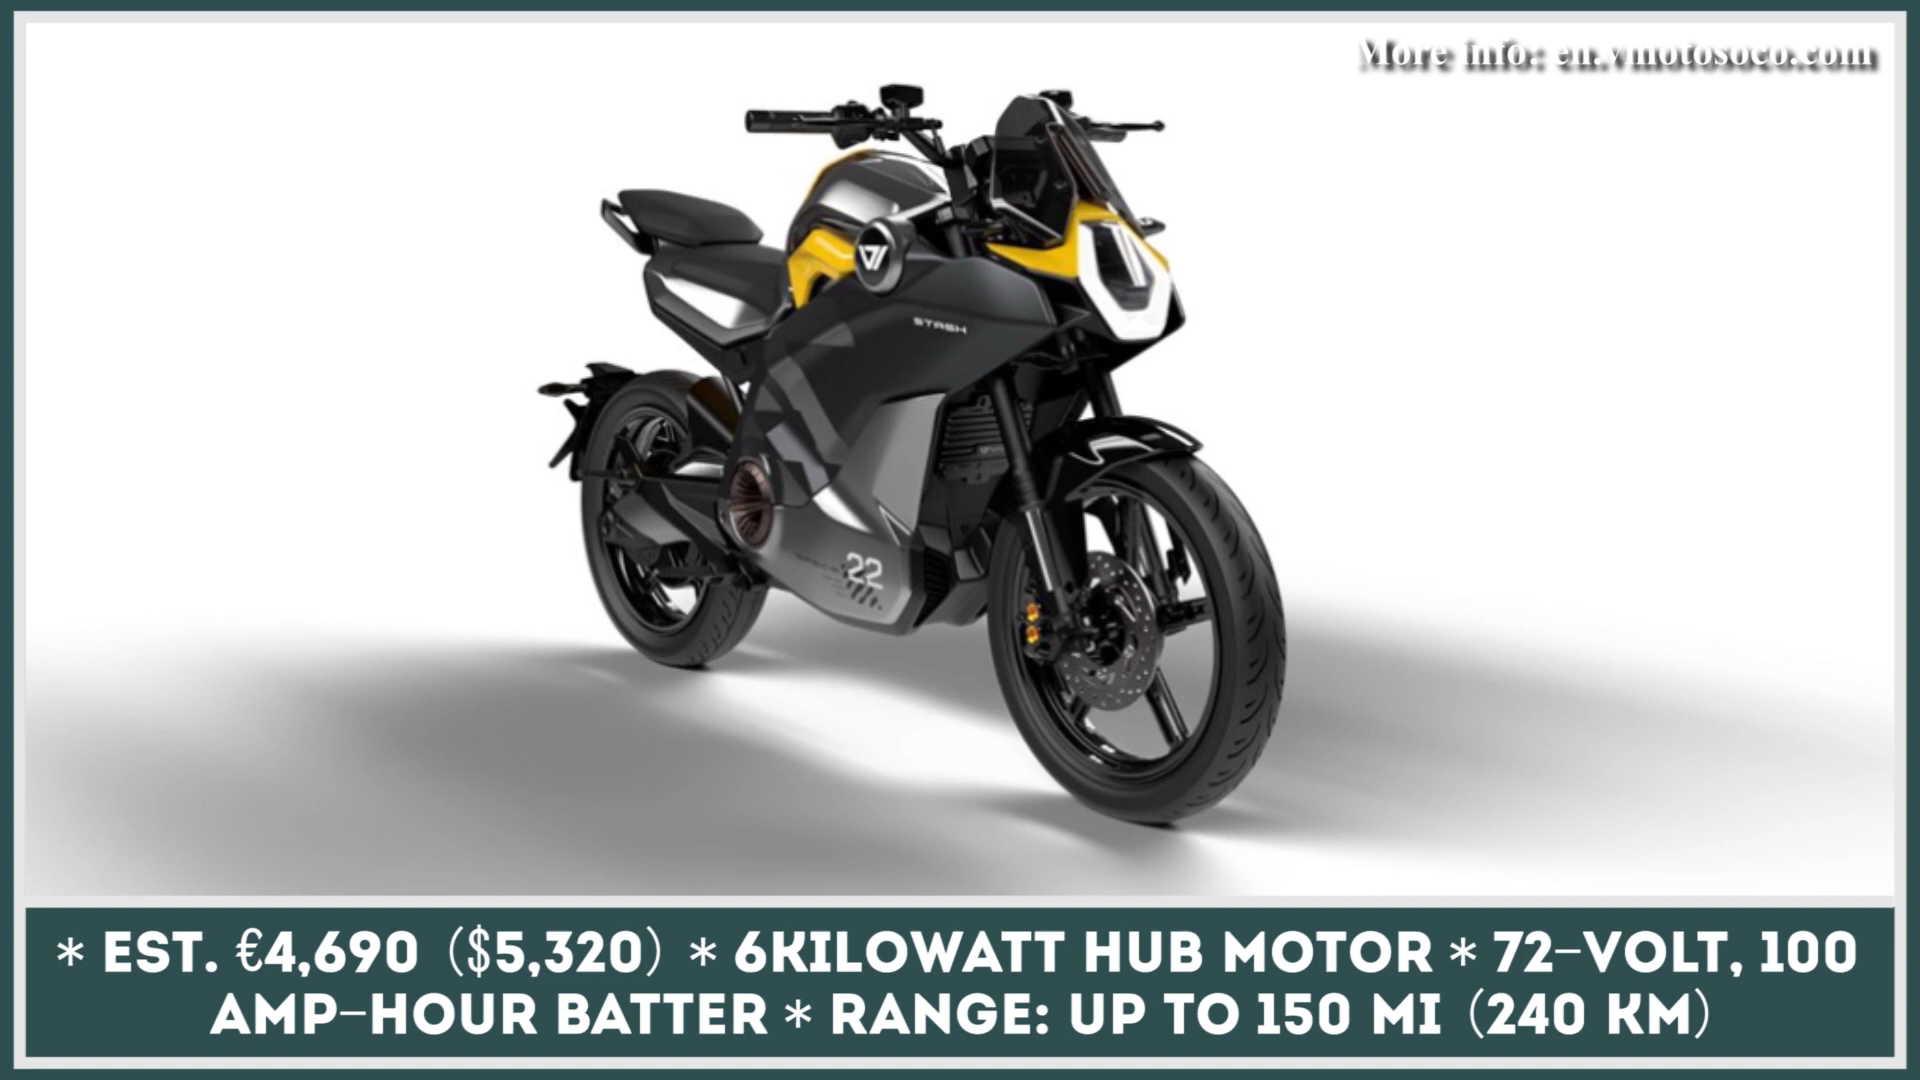 More info: en.vmotosoco.com
STASH
22
* EST. €4,690 ($5,320) * 6KILOWATT HUB MOTOR * 72-VOLT, 100
AMP-HOUR BATTER * RANGE: UP TO 150 MI (240 KM)